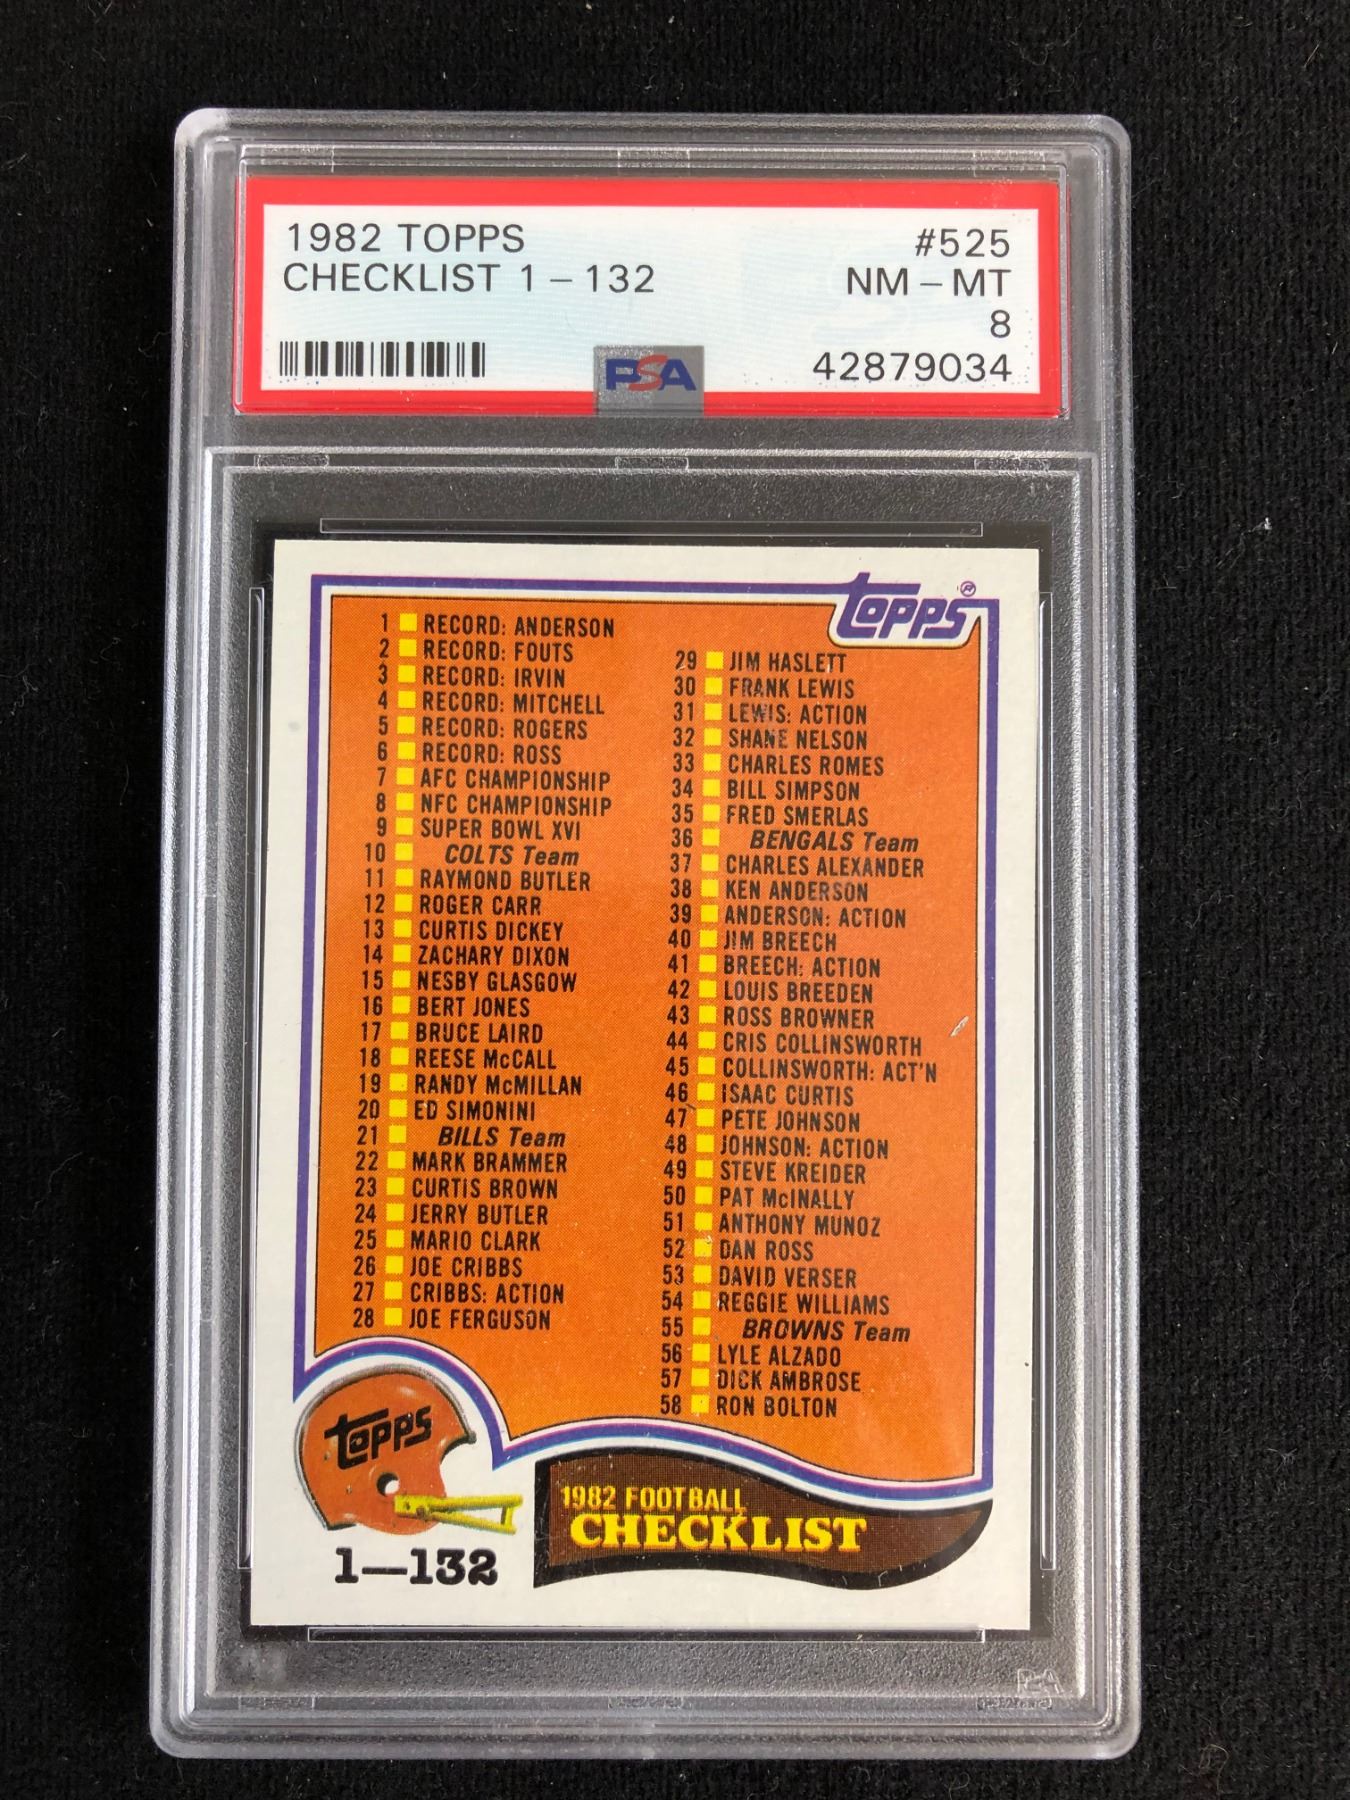 1982 TOPPS #525
CHECKLIST 1 - 132 NM - MT
8
PSA 42879034
TOPPS®
1 RECORD: ANDERSON
2 RECORD: FOUTS
3 RECORD: IRVIN
4 RECORD: MITCHELL
5 RECORD: ROGERS
6 RECORD: ROSS
7 AFC CHAMPIONSHIP
8 NFC CHAMPIONSHIP
9 SUPER BOWL XVI
10 COLTS Team
11 RAYMOND BUTLER
12 ROGER CARR
13 CURTIS DICKEY
14 ZACHARY DIXON
15 NESBY GLASGOW
16 BERT JONES
17 BRUCE LAIRD
18 REESE McCALL
19 RANDY McMILLAN
20 ED SIMONINI
21 BILLS Team
22 MARK BRAMMER
23 CURTIS BROWN
24 JERRY BUTLER
25 MARIO CLARK
26 JOE CRIBBS
27 CRIBBS: ACTION
28 JOE FERGUSON
29 JIM HASLETT
30 FRANK LEWIS
31 LEWIS: ACTION
32 SHANE NELSON
33 CHARLES ROMES
34 BILL SIMPSON
35 FRED SMERLAS
36 BENGALS Team
37 CHARLES ALEXANDER
38 KEN ANDERSON
39 ANDERSON: ACTION
40 JIM BREECH
41 BREECH: ACTION
42 LOUIS BREEDEN
43 ROSS BROWNER
44 CRIS COLLINSWORTH
45 COLLINSWORTH: ACT'N
46 ISAAC CURTIS
47 PETE JOHNSON
48 JOHNSON: ACTION
49 STEVE KREIDER
50 PAT McINALLY
51 ANTHONY MUNOZ
52 DAN ROSS
53 DAVID VERSER
54 REGGIE WILLIAMS
55 BROWNS Team
56 LYLE ALZADO
57 DICK AMBROSE
58 RON BOLTON
TOPPS
1—132
1982 FOOTBALL
CHECKLIST
PSA